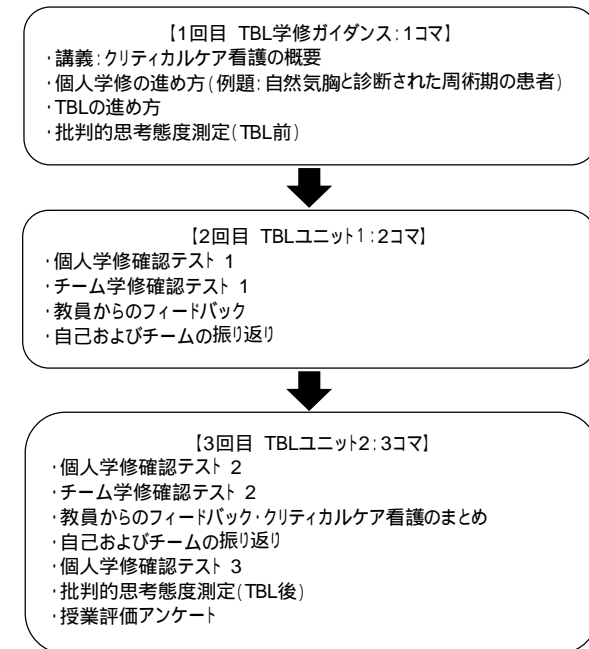 【1回目 TBL学修ガイダンス:1コマ】
・講義:クリティカルケア看護の概要
・個人学修の進め方(例題:自然気胸と診断された周術期の患者)
・TBLの進め方
・批判的思考態度測定(TBL前)
【2回目 TBLユニット1:2コマ】
・個人学修確認テスト 1
・チーム学修確認テスト 1
・教員からのフィードバック
・自己およびチームの振り返り
【3回目 TBLユニット2:3コマ】
・個人学修確認テスト 2
・チーム学修確認テスト 2
・教員からのフィードバック・クリティカルケア看護のまとめ
・自己およびチームの振り返り
・個人学修確認テスト 3
・批判的思考態度測定(TBL後)
・授業評価アンケート